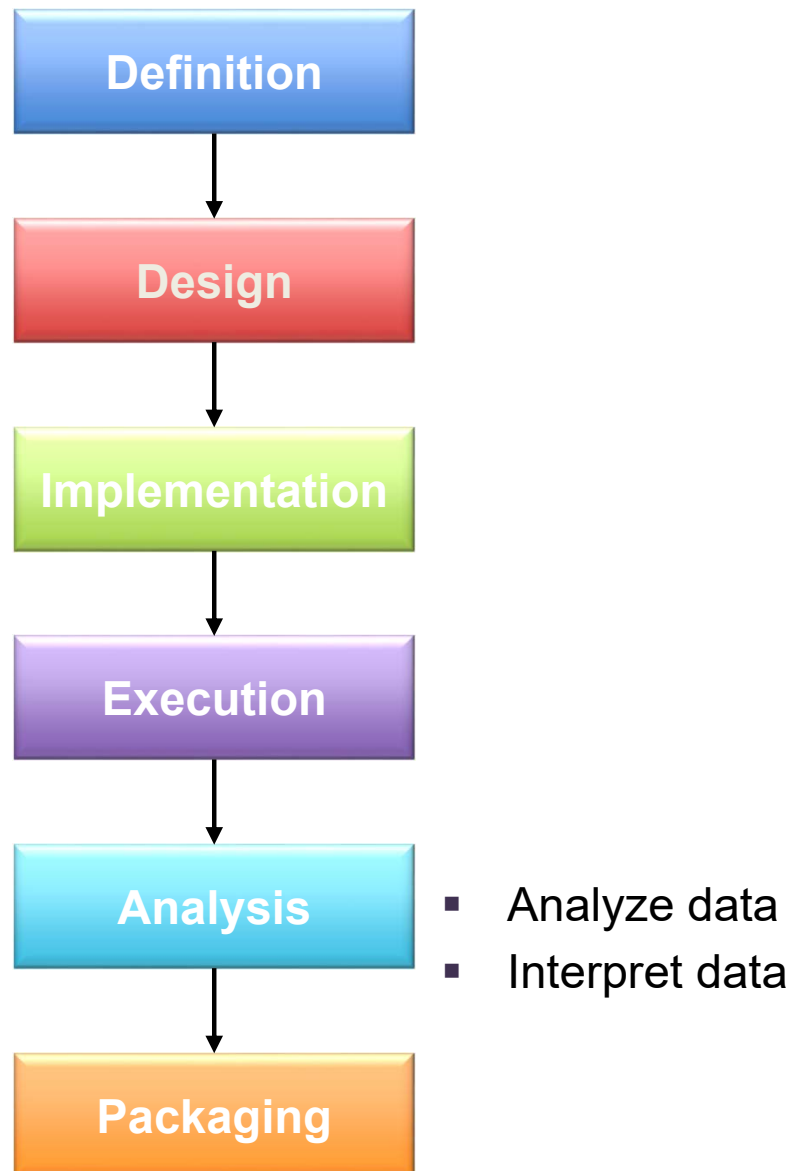 Definition
Design
Implementation
Execution
Analysis
▪ Analyze data
▪ Interpret data
Packaging